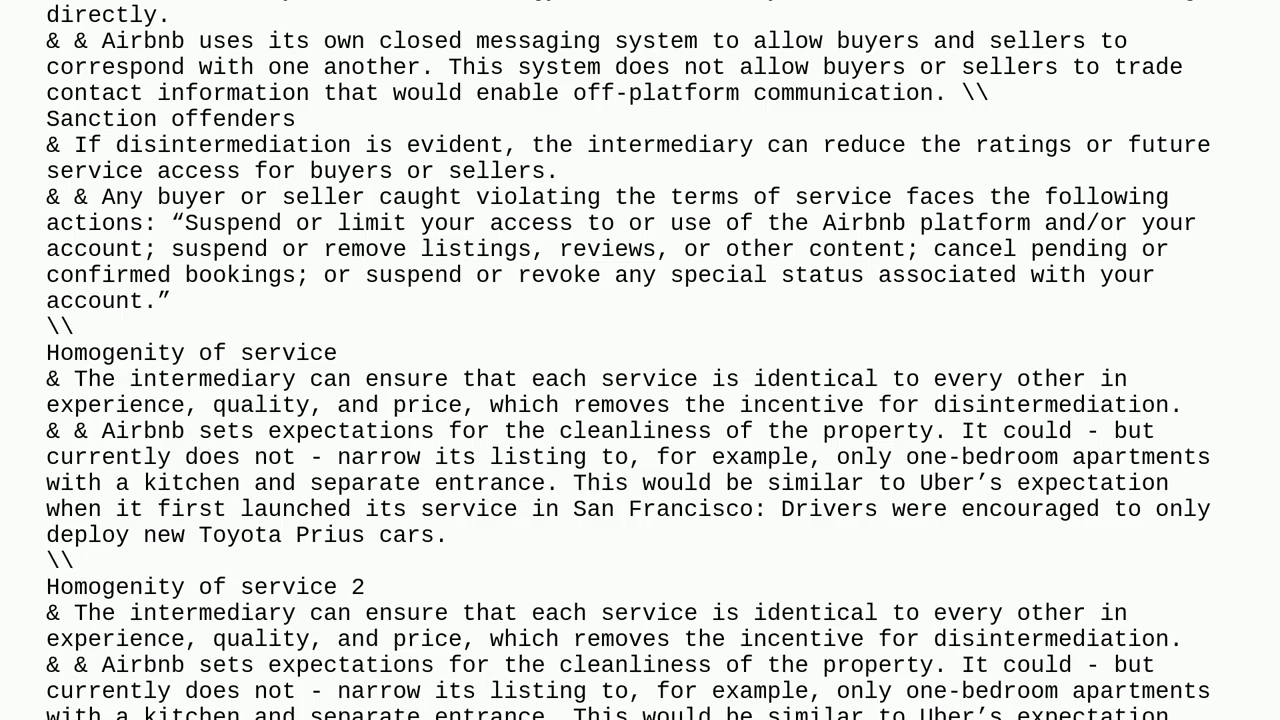 directly.
& & Airbnb uses its own closed messaging system to allow buyers and sellers to
correspond with one another. This system does not allow buyers or sellers to trade
contact information that would enable off-platform communication. \\
Sanction offenders
& If disintermediation is evident, the intermediary can reduce the ratings or future
service access for buyers or sellers.
& & Any buyer or seller caught violating the terms of service faces the following
actions: “Suspend or limit your access to or use of the Airbnb platform and/or your
account; suspend or remove listings, reviews, or other content; cancel pending or
confirmed bookings; or suspend or revoke any special status associated with your
account.”
\\
Homogenity of service
& The intermediary can ensure that each service is identical to every other in
experience, quality, and price, which removes the incentive for disintermediation.
& & Airbnb sets expectations for the cleanliness of the property. It could - but
currently does not - narrow its listing to, for example, only one-bedroom apartments
with a kitchen and separate entrance. This would be similar to Uber’s expectation
when it first launched its service in San Francisco: Drivers were encouraged to only
deploy new Toyota Prius cars.
\\
Homogenity of service 2
& The intermediary can ensure that each service is identical to every other in
experience, quality, and price, which removes the incentive for disintermediation.
& & Airbnb sets expectations for the cleanliness of the property. It could - but
currently does not - narrow its listing to, for example, only one-bedroom apartments
with a kitchen and separate entrance. This would be similar to Uber’s expectation